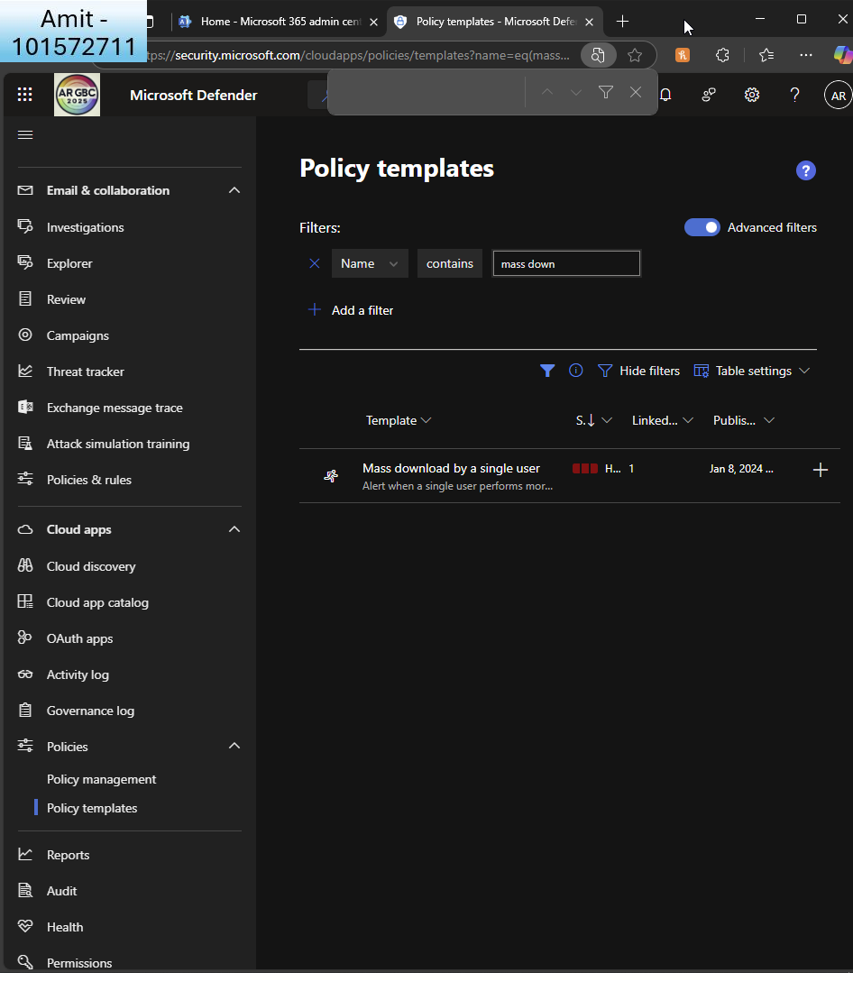 Amit -
101572711
Home - Microsoft 365 admin cent
Policy templates - Microsoft Defe
tps://security.microsoft.com/cloudapps/policies/templates?name=eq(mass...
AR GBC
2025
Microsoft Defender
AR
Email & collaboration
Investigations
Explorer
Review
Campaigns
Threat tracker
Exchange message trace
Attack simulation training
Policies & rules
Cloud apps
Cloud discovery
Cloud app catalog
OAuth apps
Activity log
Governance log
Policies
Policy management
Policy templates
Reports
Audit
Health
Permissions
Policy templates
?
Filters:
Advanced filters
Name
contains
mass down
Add a filter
Hide filters
Table settings
Template
S.
Linked...
Publis...
Mass download by a single user
H...
1
Jan 8, 2024 ...
Alert when a single user performs mor...